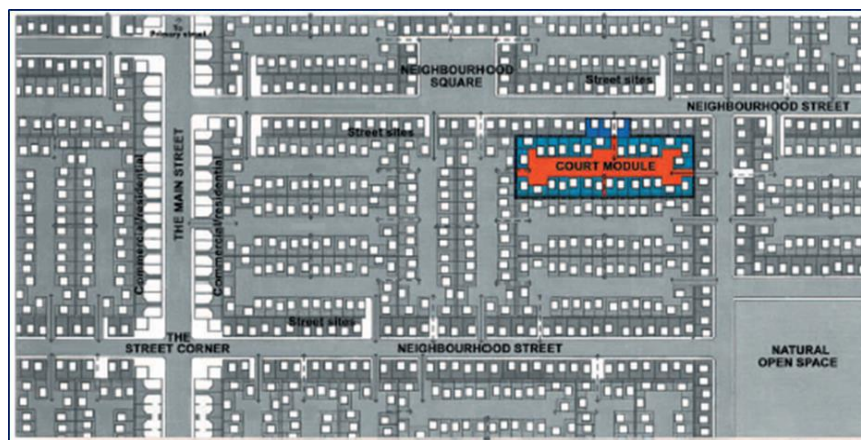 To
Primary street
NEIGHBOURHOOD
SQUARE
Street sites
NEIGHBOURHOOD STREET
Street sites
COURT MODULE
THE MAIN STREET
Commercial/residential
Commercial/residential
Street sites
THE
STREET CORNER
NEIGHBOURHOOD STREET
NATURAL
OPEN SPACE